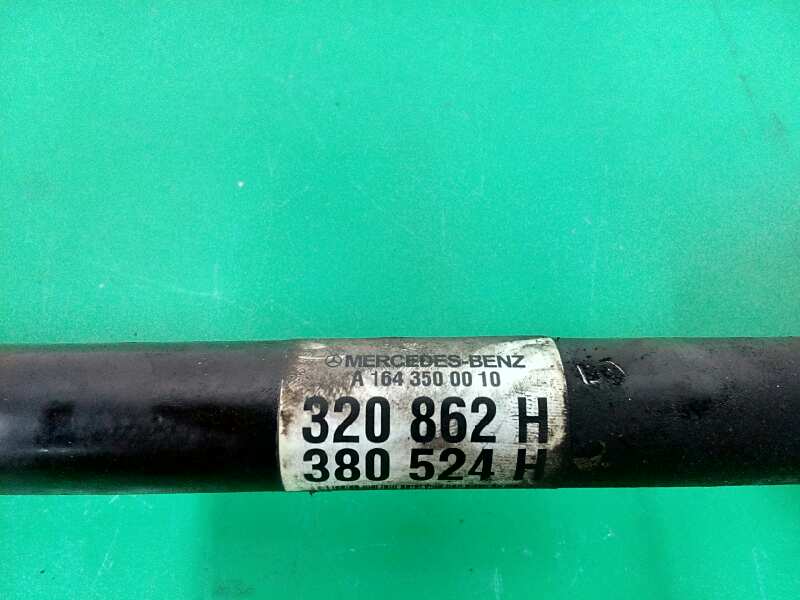 MERCEDES-BENZ
A 164 350 00 10
320 862 H
380 524 H